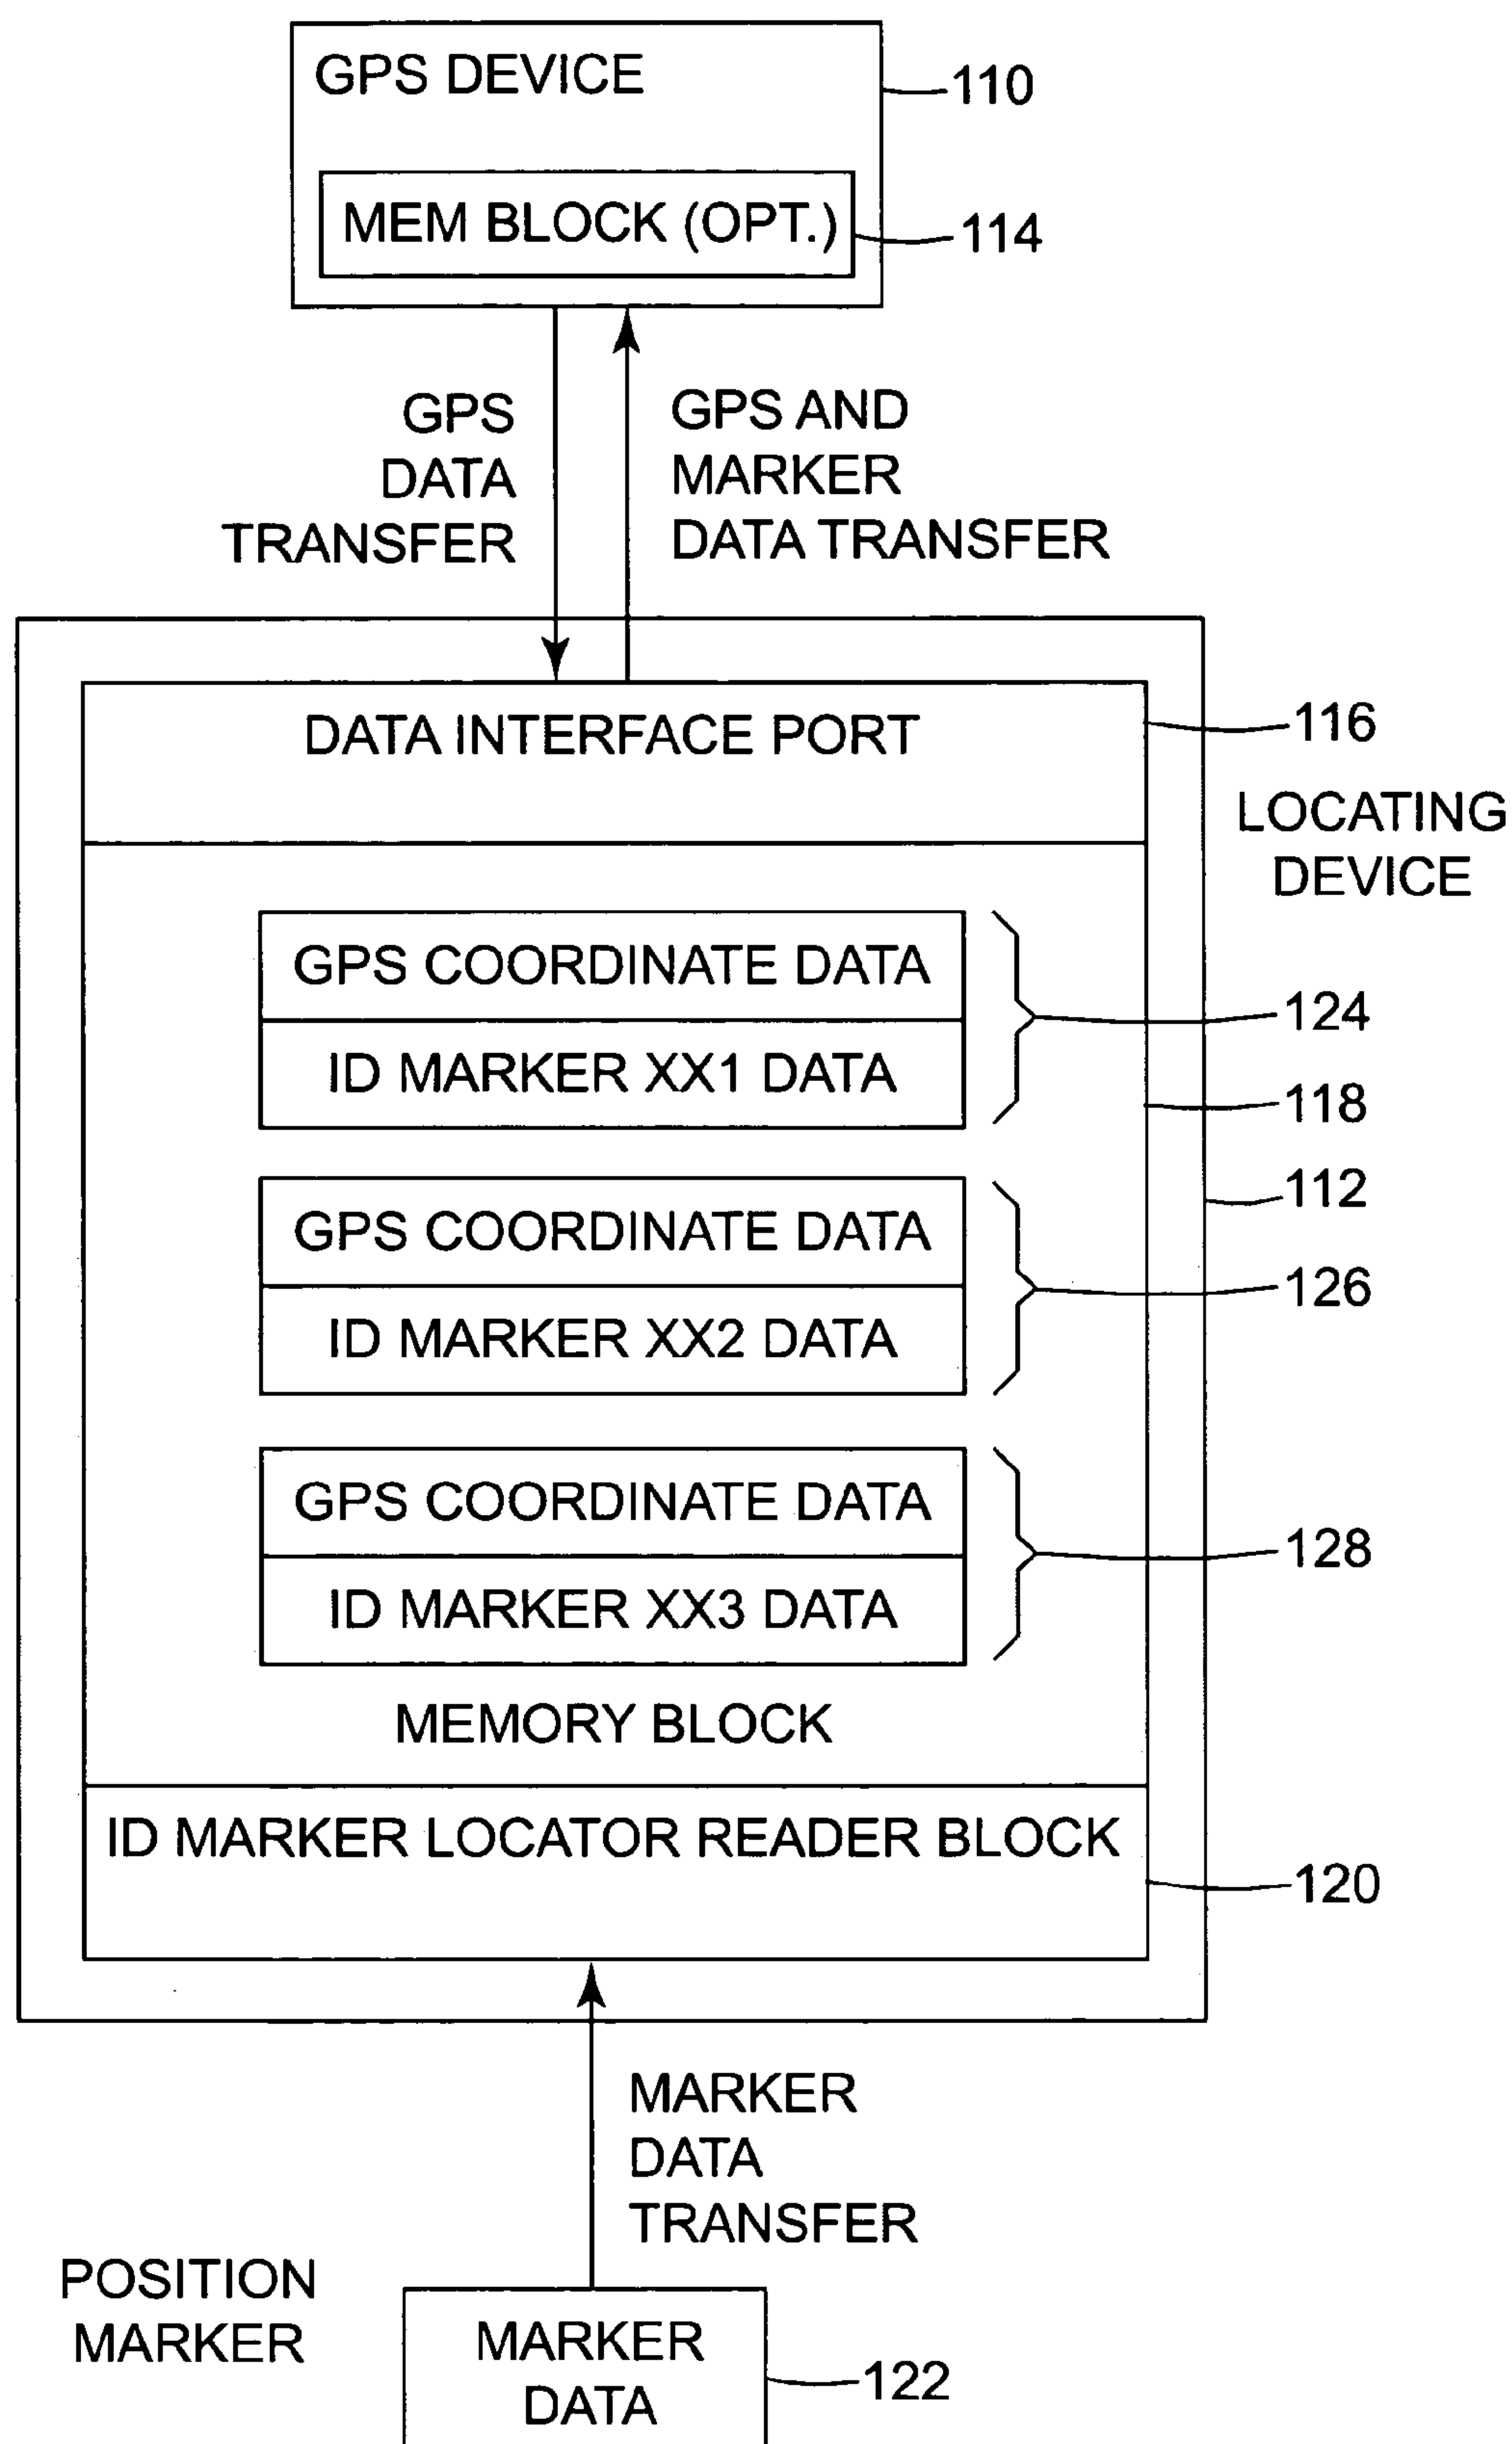 GPS DEVICE
110
MEM BLOCK (OPT.)
114
GPS
DATA
TRANSFER
GPS AND
MARKER
DATA TRANSFER
DATA INTERFACE PORT
116
LOCATING
DEVICE
GPS COORDINATE DATA
ID MARKER XX1 DATA
124
118
112
GPS COORDINATE DATA
ID MARKER XX2 DATA
126
GPS COORDINATE DATA
ID MARKER XX3 DATA
128
MEMORY BLOCK
ID MARKER LOCATOR READER BLOCK
120
MARKER
DATA
TRANSFER
POSITION
MARKER
MARKER
DATA
122